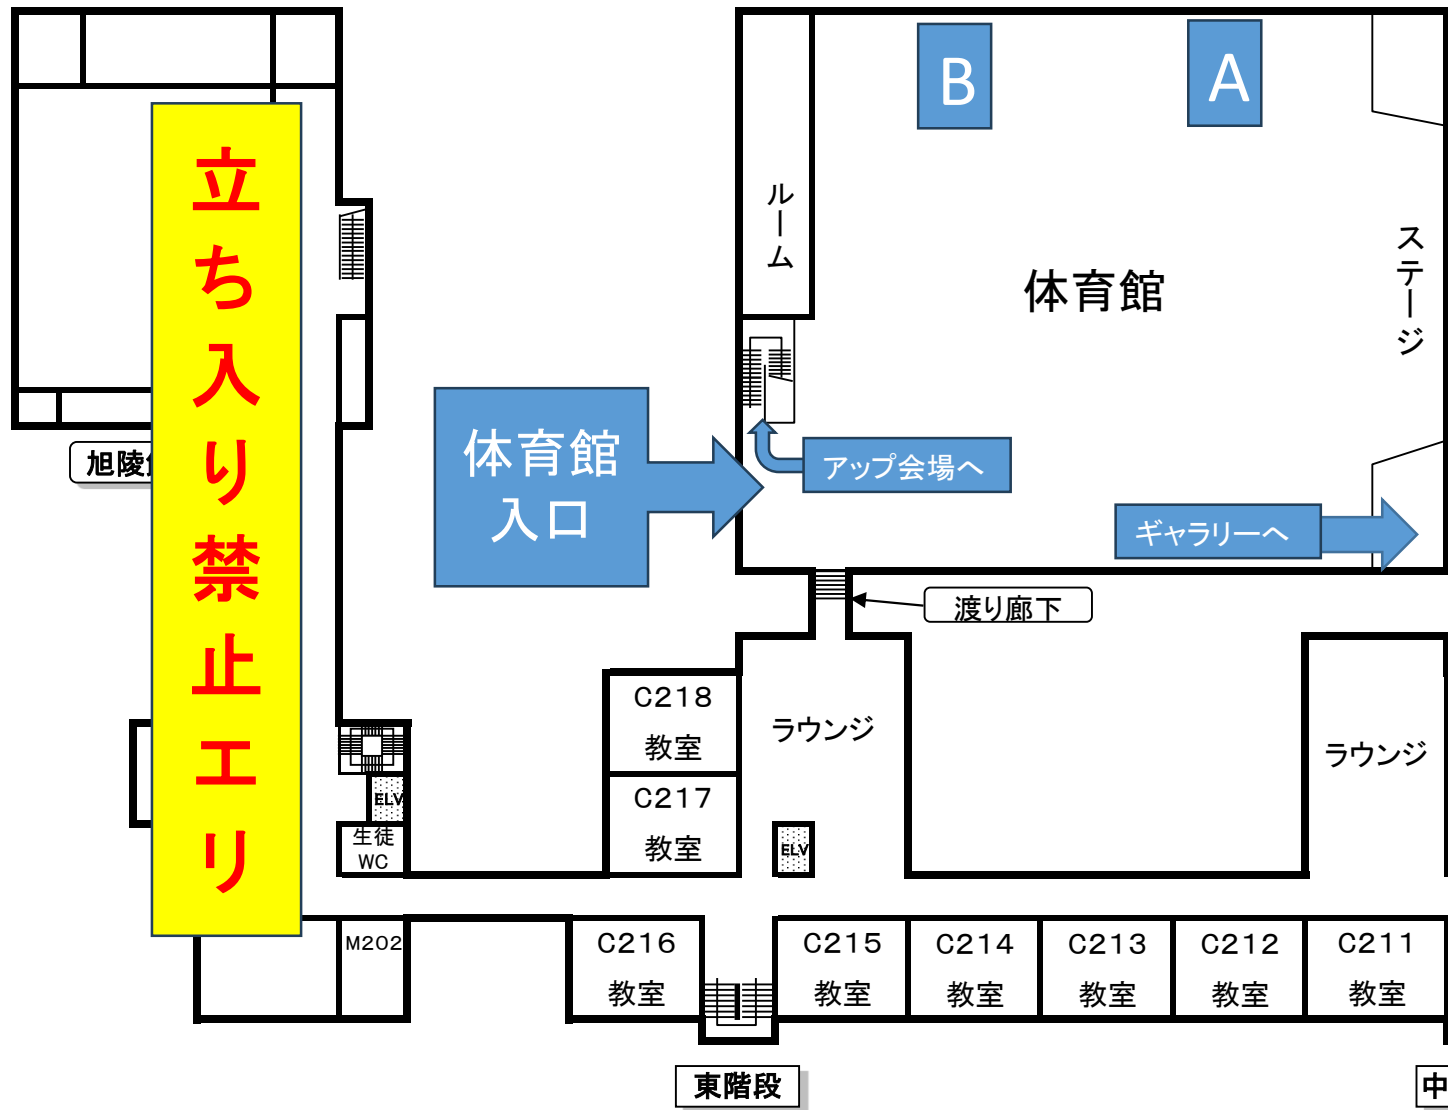 B
A
ルーム
体育館
ステージ
立ち入り禁止エリ
旭陵
体育館
入口
アップ会場へ
ギャラリーへ
渡り廊下
C218
教室
C217
教室
ラウンジ
ラウンジ
ELV
ELV
生徒
WC
M202
C216
教室
C215
教室
C214
教室
C213
教室
C212
教室
C211
教室
東階段
中